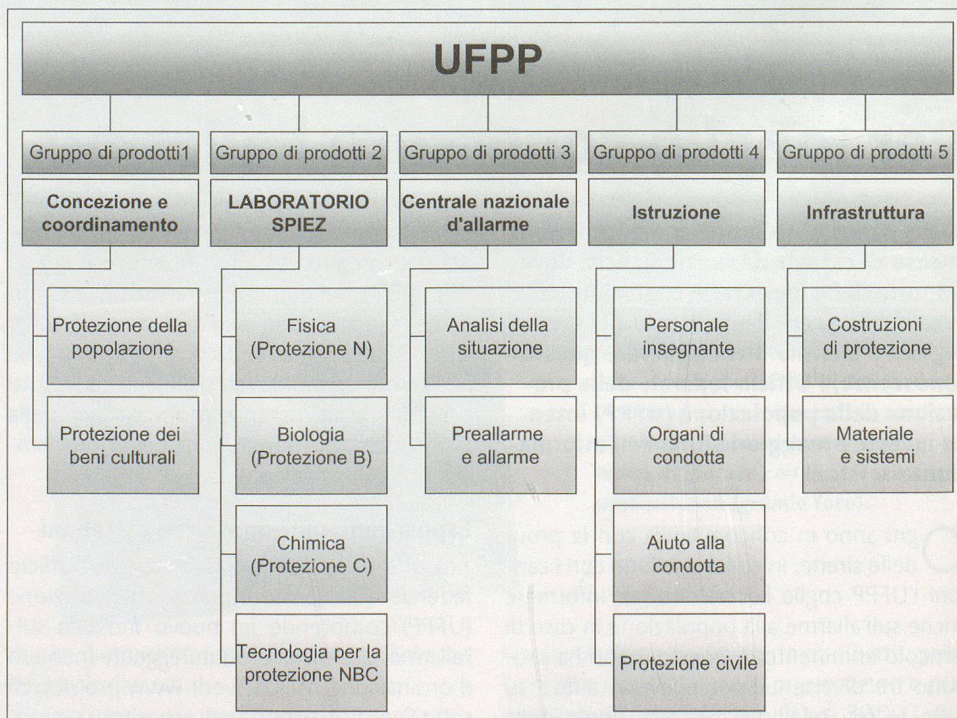 UFPP
Gruppo di prodotti1
Gruppo di prodotti 2
Gruppo di prodotti 3
Gruppo di prodotti 4
Gruppo di prodotti 5
Concezione e
coordinamento
LABORATORIO
SPIEZ
Centrale nazionale
d'allarme
Istruzione
Infrastruttura
Protezione della
popolazione
Protezione dei
beni culturali
Fisica
(Protezione N)
Biologia
(Protezione B)
Chimica
(Protezione C)
Tecnologia per la
protezione NBC
Analisi della
situazione
Preallarme
e allarme
Personale
insegnante
Organi di
condotta
Aiuto alla
condotta
Protezione civile
Costruzioni
di protezione
Materiale
e sistemi